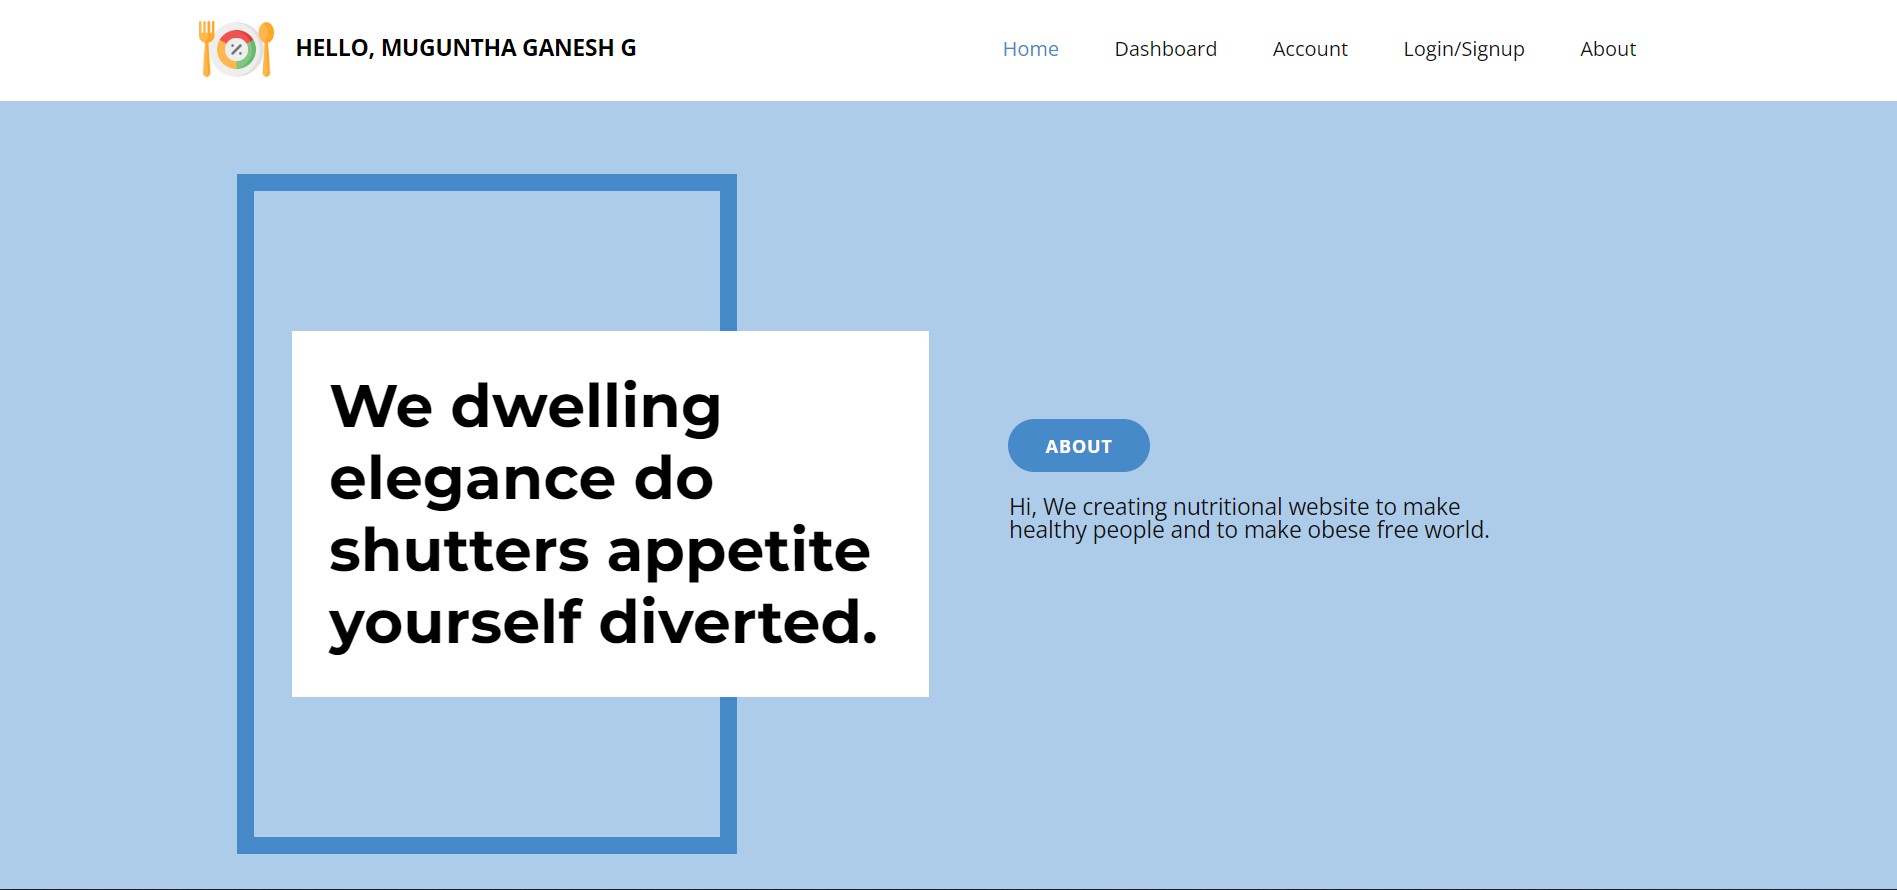 HELLO, MUGUNTHA GANESH G
Home Dashboard Account Login/Signup About
We dwelling
elegance do
shutters appetite
yourself diverted.
ABOUT
Hi, We creating nutritional website to make
healthy people and to make obese free world.